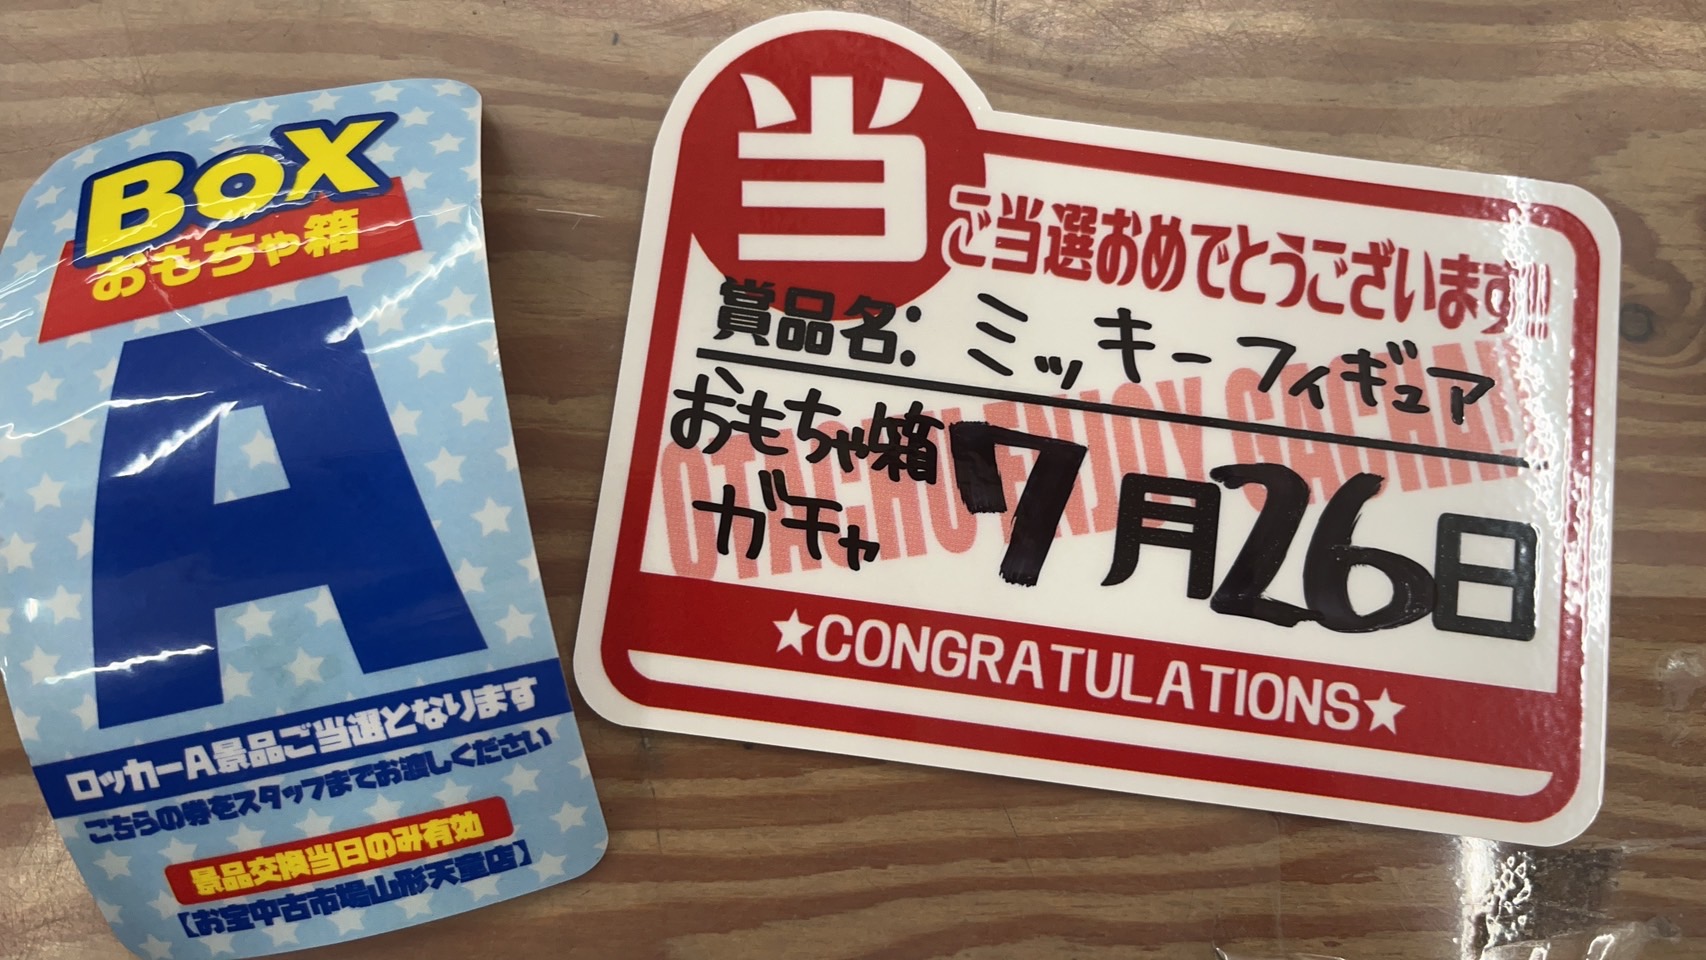 BOX
おもちゃ箱
A
ロッカーA景品ご当選となります
こちらの券をスタッフまでお渡しください
景品交換当日のみ有効
【お宝中古市場山形天童店】
当
ご当選おめでとうございます!!
賞品名:ミッキーフィギュア
おもちゃ箱
ガチャ
7月26日
OTACHU ENJOY GACHA!!
★CONGRATULATIONS★